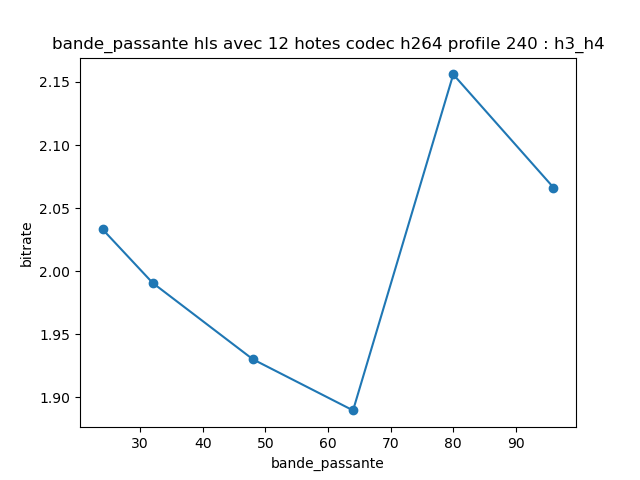 bande_passante hls avec 12 hotes codec h264 profile 240 : h3_h4
2.15
2.10
2.05
2.00
1.95
1.90
bitrate
30 40 50 60 70 80 90
bande_passante